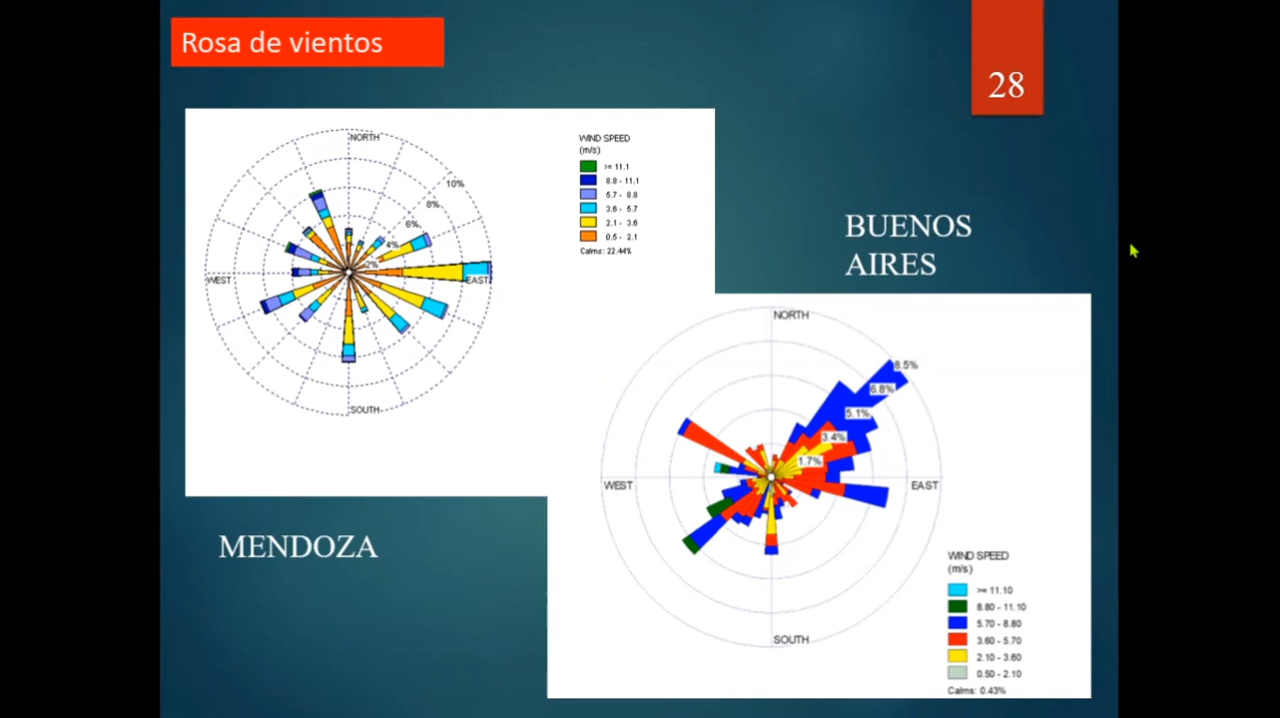 Rosa de vientos
28
NORTH
10%
8%
6%
4%
2%
WEST
EAST
SOUTH
WIND SPEED
(m/s)
>= 11.1
8.8 - 11.1
5.7 - 8.8
3.6 - 5.7
2.1 - 3.6
0.5 - 2.1
Calms: 22.44%
MENDOZA
BUENOS
AIRES
NORTH
8.5%
6.8%
5.1%
3.4%
1.7%
WEST
EAST
SOUTH
WIND SPEED
(m/s)
>= 11.10
8.80 - 11.10
5.70 - 8.80
3.60 - 5.70
2.10 - 3.60
0.50 - 2.10
Calms: 0.43%